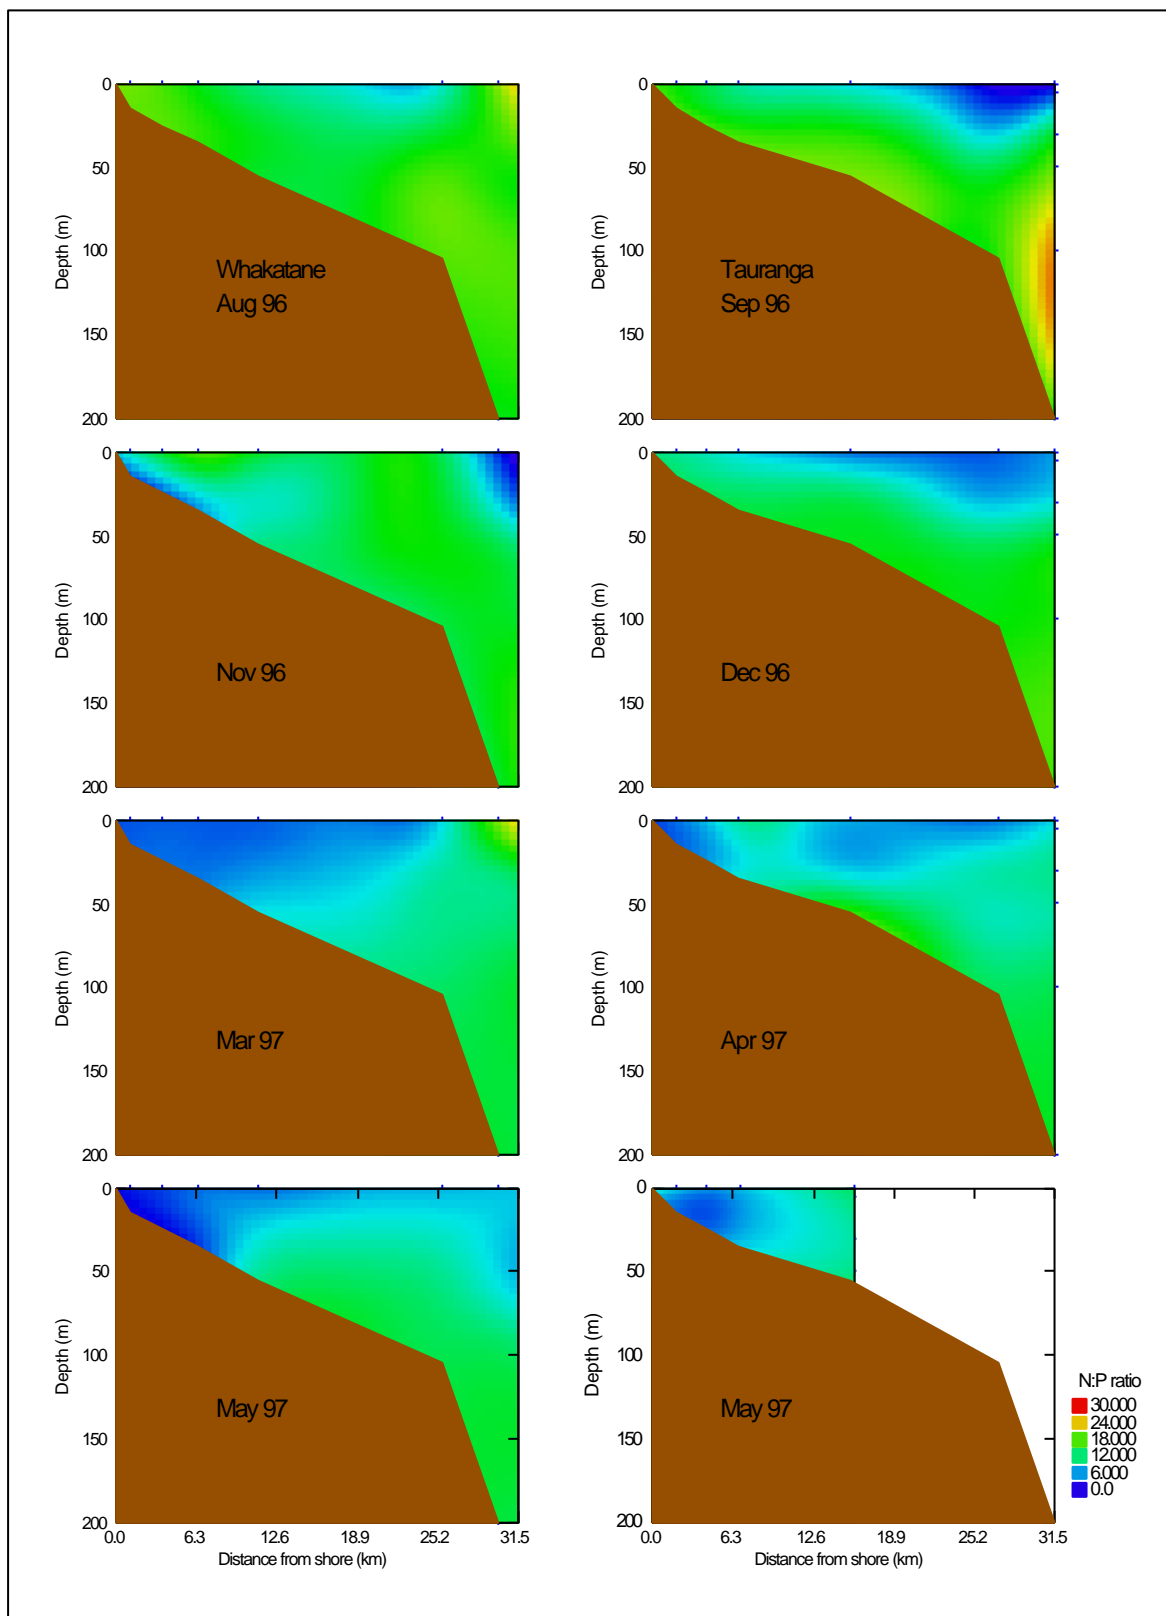 0
50
100
150
200
Depth (m)
Whakatane
Aug 96
0
50
100
150
200
Depth (m)
Tauranga
Sep 96
0
50
100
150
200
Depth (m)
Nov 96
0
50
100
150
200
Depth (m)
Dec 96
0
50
100
150
200
Depth (m)
Mar 97
0
50
100
150
200
Depth (m)
Apr 97
0
50
100
150
200
Depth (m)
May 97
0.0 6.3 12.6 18.9 25.2 31.5
Distance from shore (km)
0
50
100
150
200
Depth (m)
May 97
0.0 6.3 12.6 18.9 25.2 31.5
Distance from shore (km)
N:P ratio
30.000
24.000
18.000
12.000
6.000
0.0